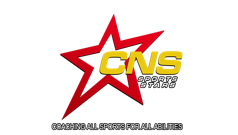 CNS
SPORTS
STARS
COACHING ALL SPORTS FOR ALL ABILITIES